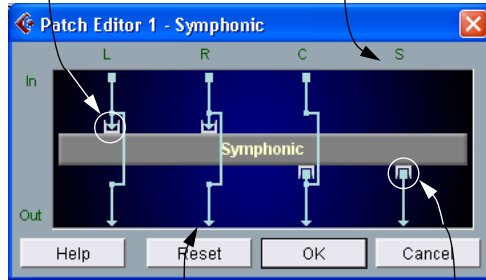 Patch Editor 1 - Symphonic
L R C S
In
Symphonic
Out
Help Reset OK Cancel